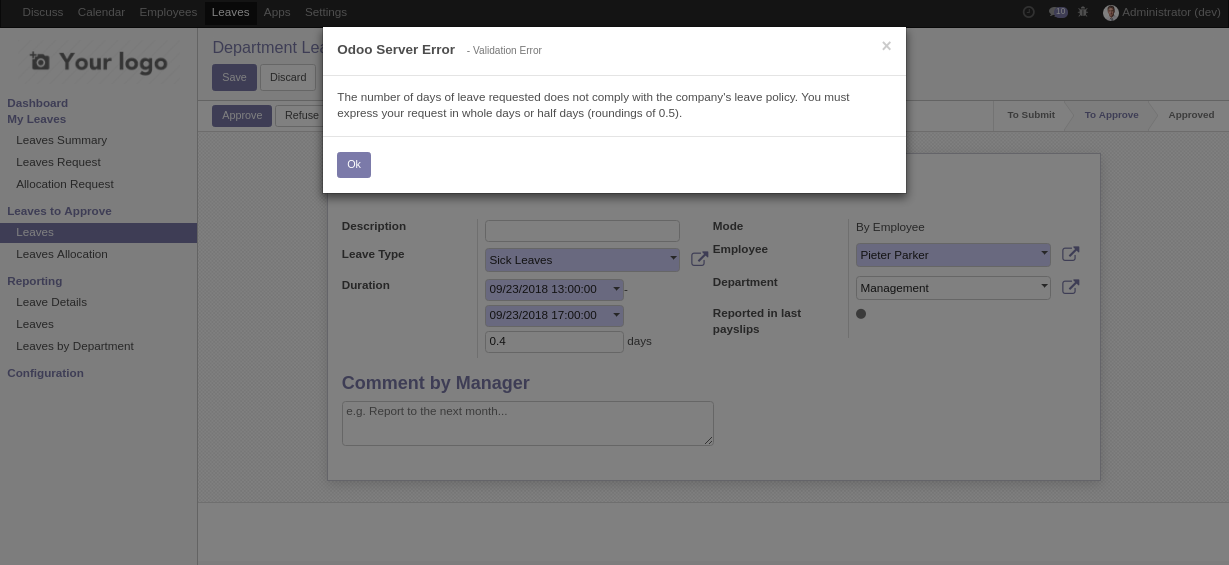 Discuss Calendar Employees Leaves Apps Settings 10 Administrator (dev)
Your logo
Dashboard
My Leaves
Leaves Summary
Leaves Request
Allocation Request
Leaves to Approve
Leaves
Leaves Allocation
Reporting
Leave Details
Leaves
Leaves by Department
Configuration
Department Lea
Save Discard
Approve Refuse
To Submit To Approve Approved
Odoo Server Error - Validation Error ×
The number of days of leave requested does not comply with the company's leave policy. You must
express your request in whole days or half days (roundings of 0.5).
Ok
Description
Leave Type Sick Leaves
Duration 09/23/2018 13:00:00 -
09/23/2018 17:00:00
0.4 days
Mode By Employee
Employee Pieter Parker
Department Management
Reported in last
payslips
Comment by Manager
e.g. Report to the next month...